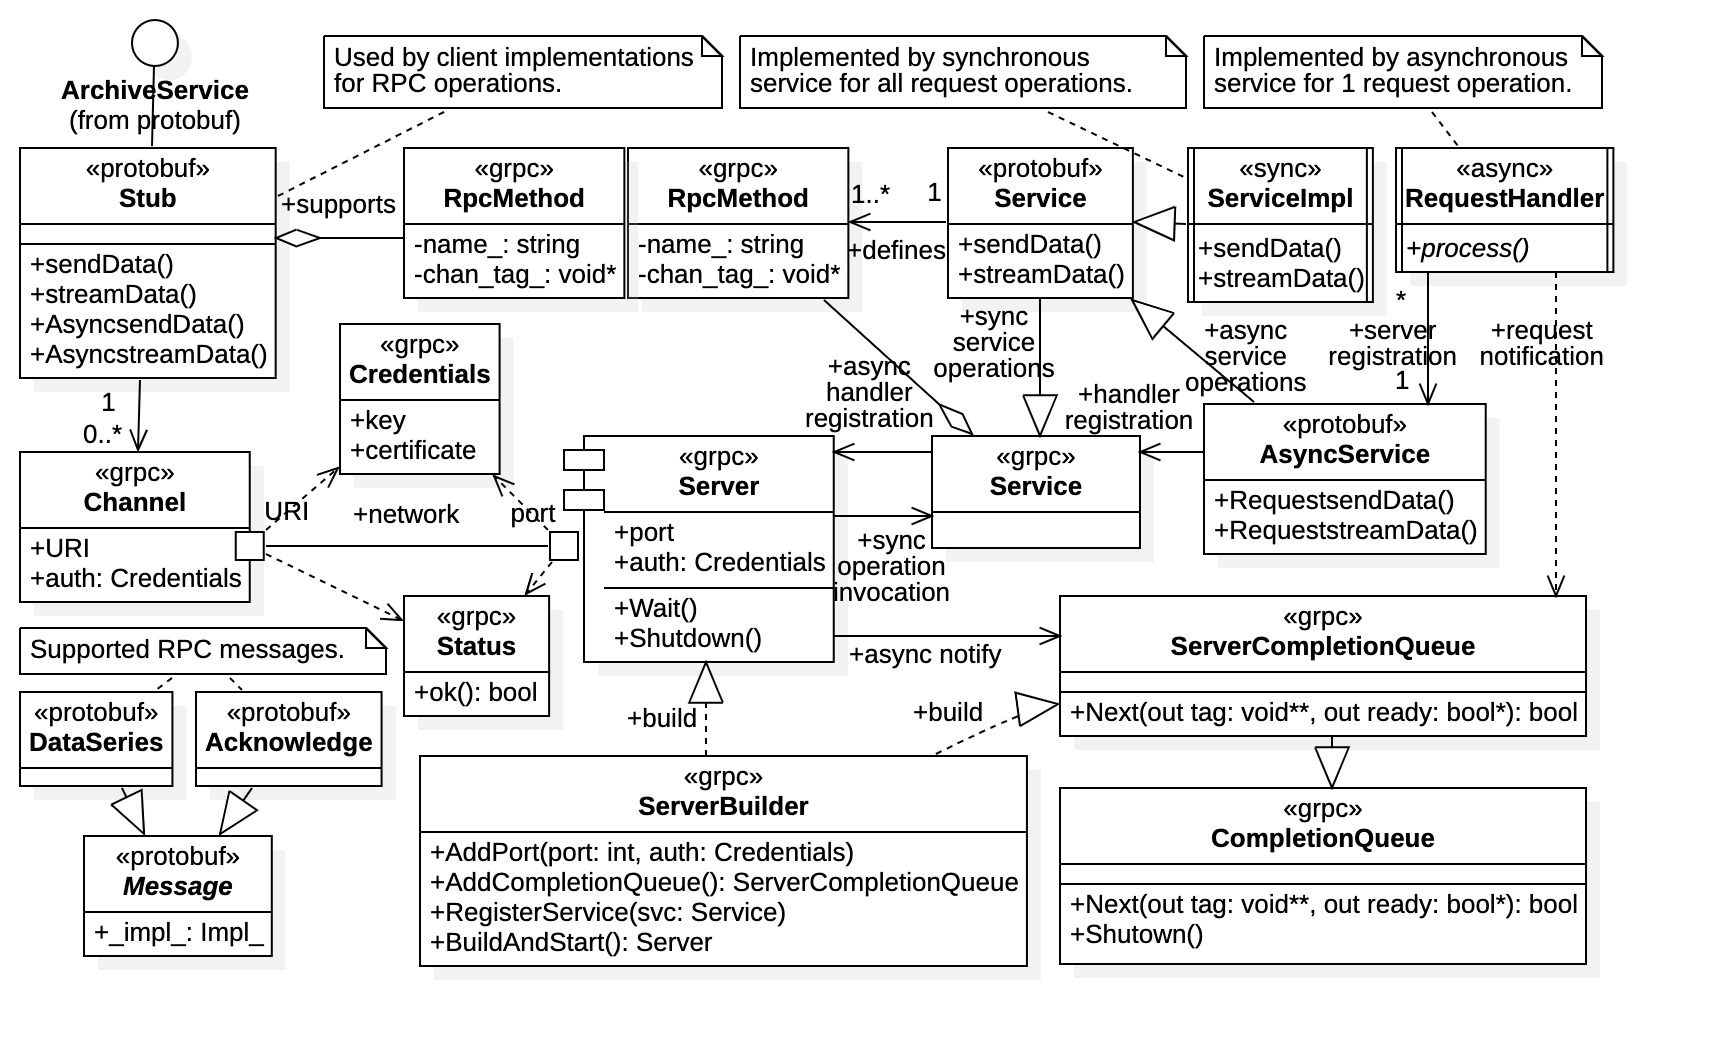 ArchiveService
(from protobuf)
Used by client implementations
for RPC operations.
Implemented by synchronous
service for all request operations.
Implemented by asynchronous
service for 1 request operation.
«protobuf»
Stub
+sendData()
+streamData()
+AsyncsendData()
+AsyncstreamData()
+supports
«grpc»
RpcMethod
-name_: string
-chan_tag_: void*
«grpc»
RpcMethod
-name_: string
-chan_tag_: void*
1..*
1
+defines
«protobuf»
Service
+sendData()
+streamData()
«sync»
ServiceImpl
+sendData()
+streamData()
«async»
RequestHandler
+process()
1
0..*
«grpc»
Credentials
+key
+certificate
+async
handler
registration
+sync
service
operations
+handler
registration
+async
service
operations
*
+server
registration
1
+request
notification
«grpc»
Channel
+URI
+auth: Credentials
URI
+network
port
«grpc»
Server
+port
+auth: Credentials
+Wait()
+Shutdown()
«grpc»
Service
«protobuf»
AsyncService
+RequestsendData()
+RequeststreamData()
+sync
operation
invocation
+async notify
Supported RPC messages.
«grpc»
Status
+ok(): bool
«grpc»
ServerCompletionQueue
+Next(out tag: void**, out ready: bool*): bool
«protobuf»
DataSeries
«protobuf»
Acknowledge
+build
+build
«protobuf»
Message
+_impl_: Impl_
«grpc»
ServerBuilder
+AddPort(port: int, auth: Credentials)
+AddCompletionQueue(): ServerCompletionQueue
+RegisterService(svc: Service)
+BuildAndStart(): Server
«grpc»
CompletionQueue
+Next(out tag: void**, out ready: bool*): bool
+Shutown()